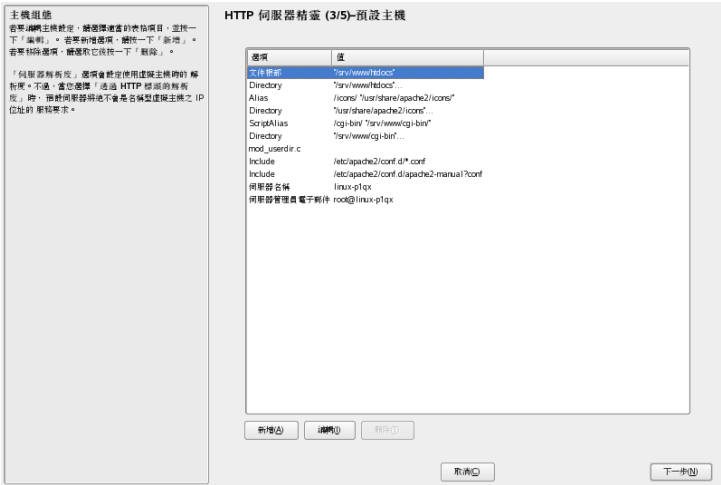 主機組態
若要編輯主機設定，請選擇適當的表格項目，並按一
下「編輯」。 若要新增選項，請按一下「新增」。
若要移除選項，請選取它後按一下「刪除」。
「伺服器解析度」選項會設定使用虛擬主機時的 解
析度。不過，當您選擇「透過 HTTP 標頭的解析
度」時， 預設伺服器將絕不會是名稱型虛擬主機之 IP
位址的 服務要求。
HTTP 伺服器精靈 (3/5)–預設主機
選項 值
文件根部 "/srv/www/htdocs"
Directory "/srv/www/htdocs"...
Alias /icons/ "/usr/share/apache2/icons/"
Directory "/usr/share/apache2/icons"...
ScriptAlias /cgi-bin/ "/srv/www/cgi-bin/"
Directory "/srv/www/cgi-bin"...
mod_userdir.c
Include /etc/apache2/conf.d/*.conf
Include /etc/apache2/conf.d/apache2-manual?conf
伺服器名稱 linux-p1qx
伺服器管理員電子郵件 root@linux-p1qx
新增(A) 編輯(I) 刪除(T)
取消(C) 下一步(N)